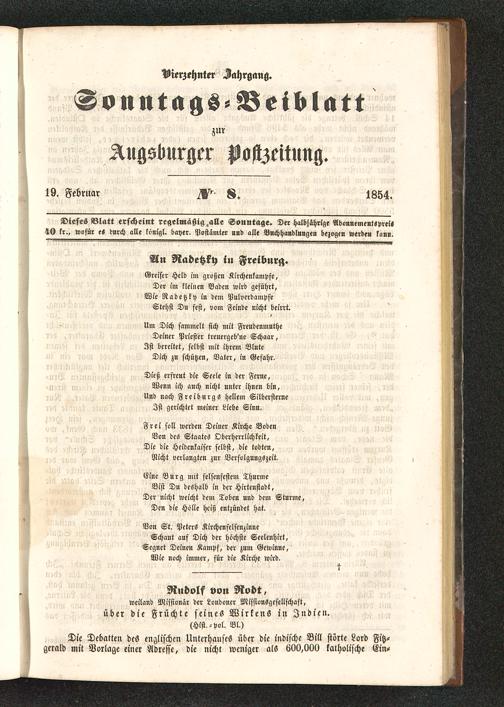 Vierzehnter Jahrgang.
Sonntags-Beiblatt
zur
Augsburger Postzeitung.
19. Februar № 8. 1854.
Dieses Blatt erscheint regelmäßig alle Sonntage. Der halbjährige Abonnementspreis
40 kr., wofür es durch alle königl. bayer. Postämter und alle Buchhandlungen bezogen werden kann.
An Radetzky in Freiburg.
Greiser Held im großen Kirchenkampfe,
Der im kleinen Baden wird geführt,
Wie Radetzky in dem Pulverdampfe
Stehst Du fest, vom Feinde nicht beirrt.
Um Dich sammelt sich mit Freudenmuthe
Deiner Priester treuergeb'ne Schaar,
Ist bereitet, selbst mit ihrem Blute
Dich zu schützen, Vater, in Gefahr.
Dieß erfreut die Seele in der Ferne,
Wenn ich auch nicht unter ihnen bin,
Und nach Freiburgs hellem Silbersterne
Ist gerichtet meiner Liebe Sinn.
Frei soll werden Deiner Kirche Boden
Von des Staates Oberherrlichkeit,
Die die Heidenkaiser selbst, die todten,
Nicht verlangten zur Verfolgungszeit.
Eine Burg mit felsenfestem Thurme
Bist Du deshalb in der Hirtenstadt,
Der nicht weicht dem Toben und dem Sturme,
Den die Hölle heiß entzündet hat.
Von St. Peters Kirchenfelsenzinne
Schaut auf Dich der höchste Seelenhirt,
Segnet Deinen Kampf, der zum Gewinne,
Wie noch immer, für die Kirche wird.
†
Rudolf von Rodt,
weiland Missionär der Londoner Missionsgesellschaft,
über die Früchte seines Wirkens in Indien.
(Hist.-pol. Bl.)
Die Debatten des englischen Unterhauses über die indische Bill störte Lord Fitz-
gerald mit Vorlage einer Adresse, die nicht weniger als 600,000 katholische Ein-